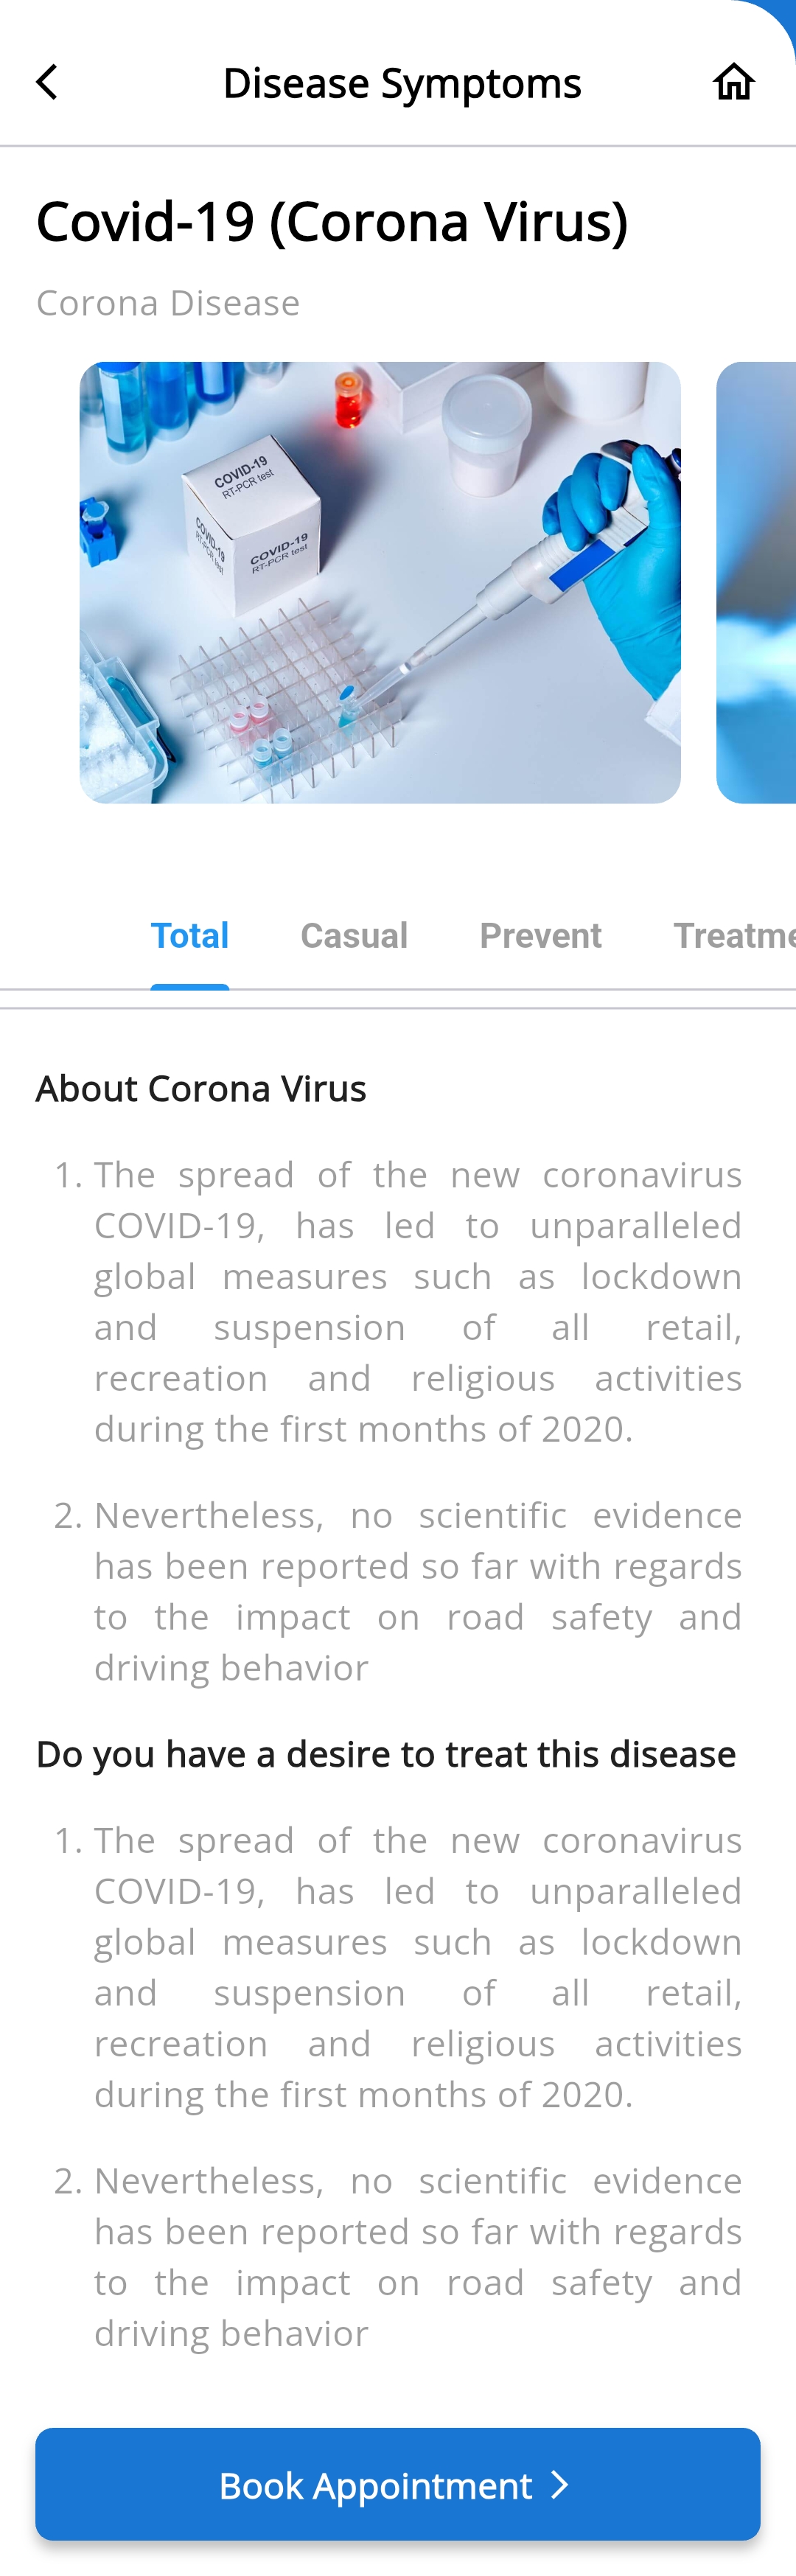 Disease Symptoms
Covid-19 (Corona Virus)
Corona Disease
COVID-19
RT-PCR test
COVID-19
RT-PCR test
COVID-19
RT-PCR test
Total Casual Prevent Treatme
About Corona Virus
1. The spread of the new coronavirus
COVID-19, has led to unparalleled
global measures such as lockdown
and suspension of all retail,
recreation and religious activities
during the first months of 2020.
2. Nevertheless, no scientific evidence
has been reported so far with regards
to the impact on road safety and
driving behavior
Do you have a desire to treat this disease
1. The spread of the new coronavirus
COVID-19, has led to unparalleled
global measures such as lockdown
and suspension of all retail,
recreation and religious activities
during the first months of 2020.
2. Nevertheless, no scientific evidence
has been reported so far with regards
to the impact on road safety and
driving behavior
Book Appointment